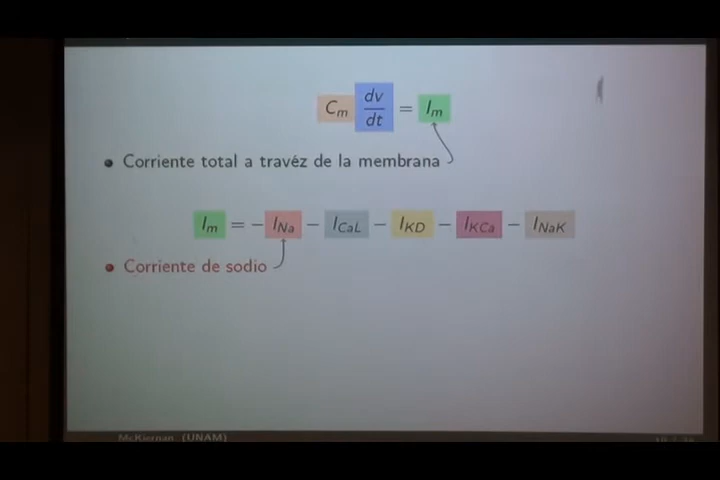 C_m dv/dt = I_m
Corriente total a travéz de la membrana
I_m = − I_Na − I_CaL − I_KD − I_KCa − I_NaK
Corriente de sodio
McKiernan (UNAM)